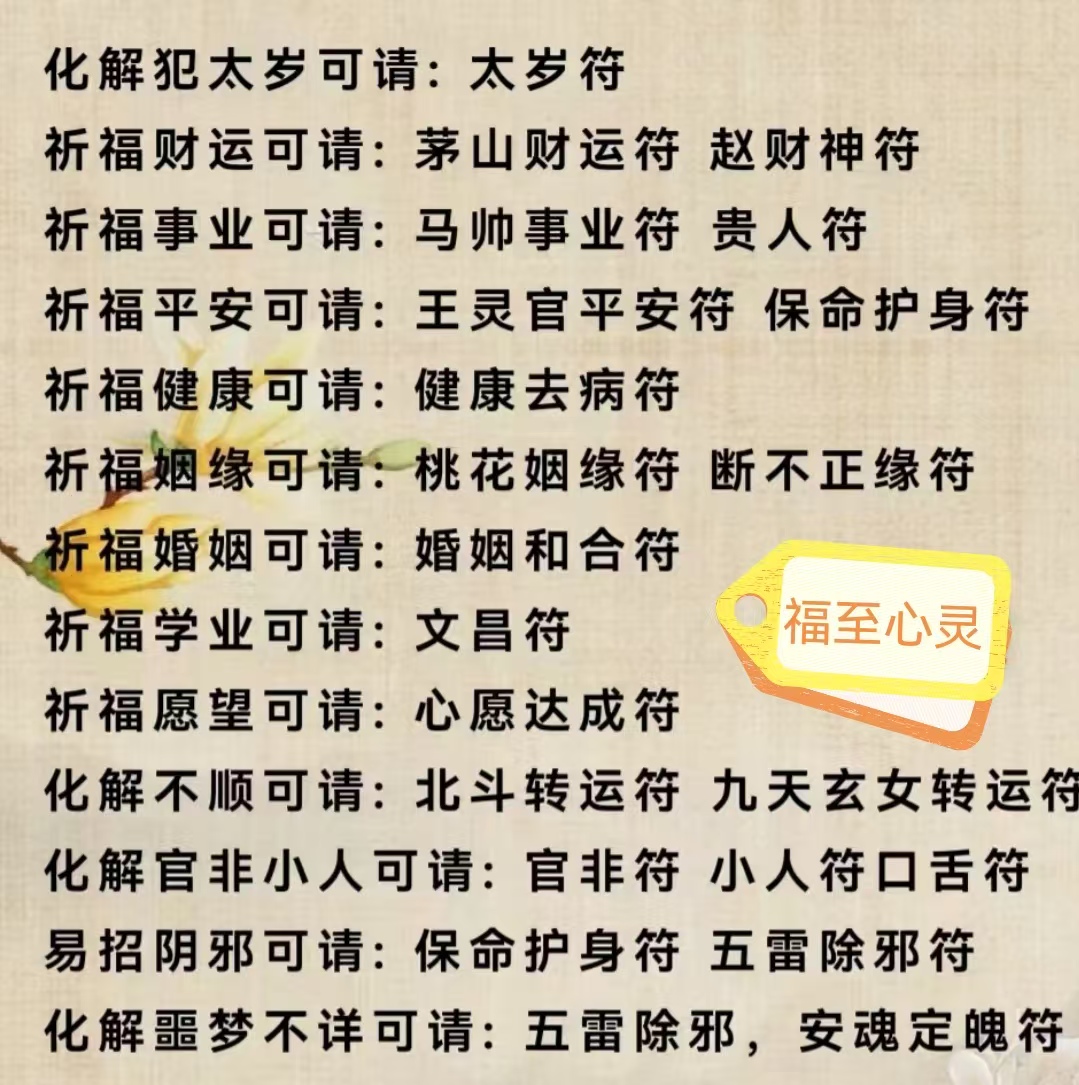 化解犯太岁可请：太岁符
祈福财运可请：茅山财运符 赵财神符
祈福事业可请：马帅事业符 贵人符
祈福平安可请：王灵官平安符 保命护身符
祈福健康可请：健康去病符
祈福姻缘可请：桃花姻缘符 断不正缘符
祈福婚姻可请：婚姻和合符
祈福学业可请：文昌符
福至心灵
祈福愿望可请：心愿达成符
化解不顺可请：北斗转运符 九天玄女转运符
化解官非小人可请：官非符 小人符口舌符
易招阴邪可请：保命护身符 五雷除邪符
化解噩梦不详可请：五雷除邪，安魂定魄符